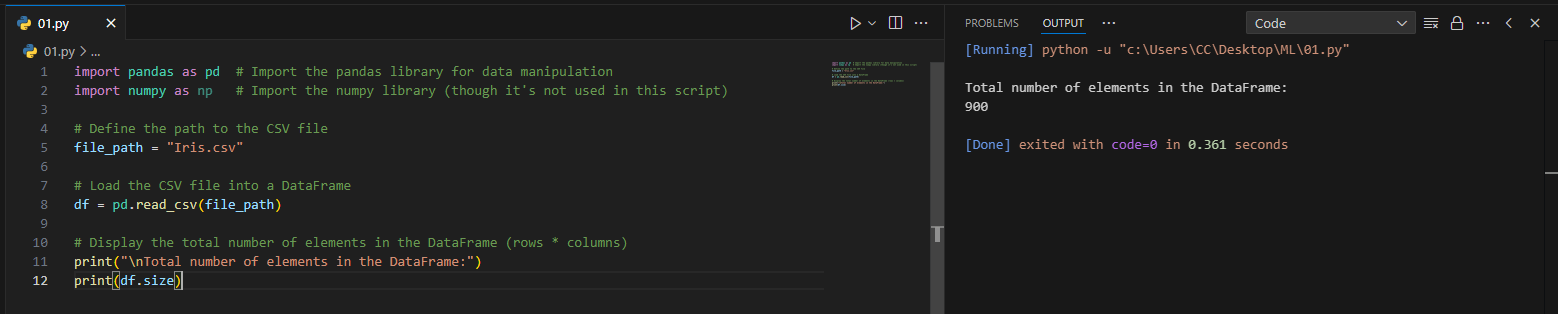 01.py
PROBLEMS OUTPUT ... Code
01.py > ...
1 import pandas as pd  # Import the pandas library for data manipulation
2 import numpy as np   # Import the numpy library (though it's not used in this script)
3
4 # Define the path to the CSV file
5 file_path = "Iris.csv"
6
7 # Load the CSV file into a DataFrame
8 df = pd.read_csv(file_path)
9
10 # Display the total number of elements in the DataFrame (rows * columns)
11 print("\nTotal number of elements in the DataFrame:")
12 print(df.size)
[Running] python -u "c:\Users\CC\Desktop\ML\01.py"
Total number of elements in the DataFrame:
900
[Done] exited with code=0 in 0.361 seconds